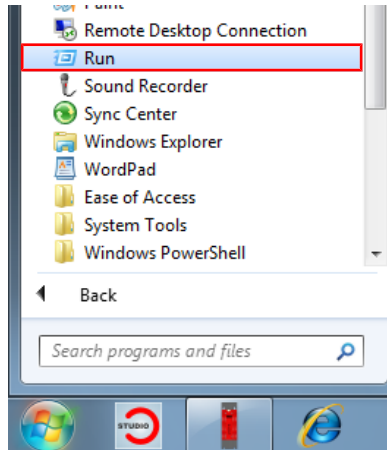 Paint
Remote Desktop Connection
Run
Sound Recorder
Sync Center
Windows Explorer
WordPad
Ease of Access
System Tools
Windows PowerShell
Back
Search programs and files
STUDIO